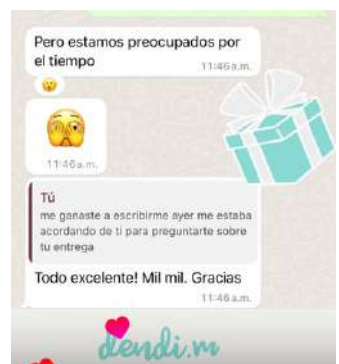 Pero estamos preocupados por
el tiempo
11:46 a.m.
11:46 a.m.
Tú
me ganaste a escribirme ayer me estaba
acordando de ti para preguntarte sobre
tu entrega
Todo excelente! Mil mil. Gracias
11:46 a.m.
dendi.m